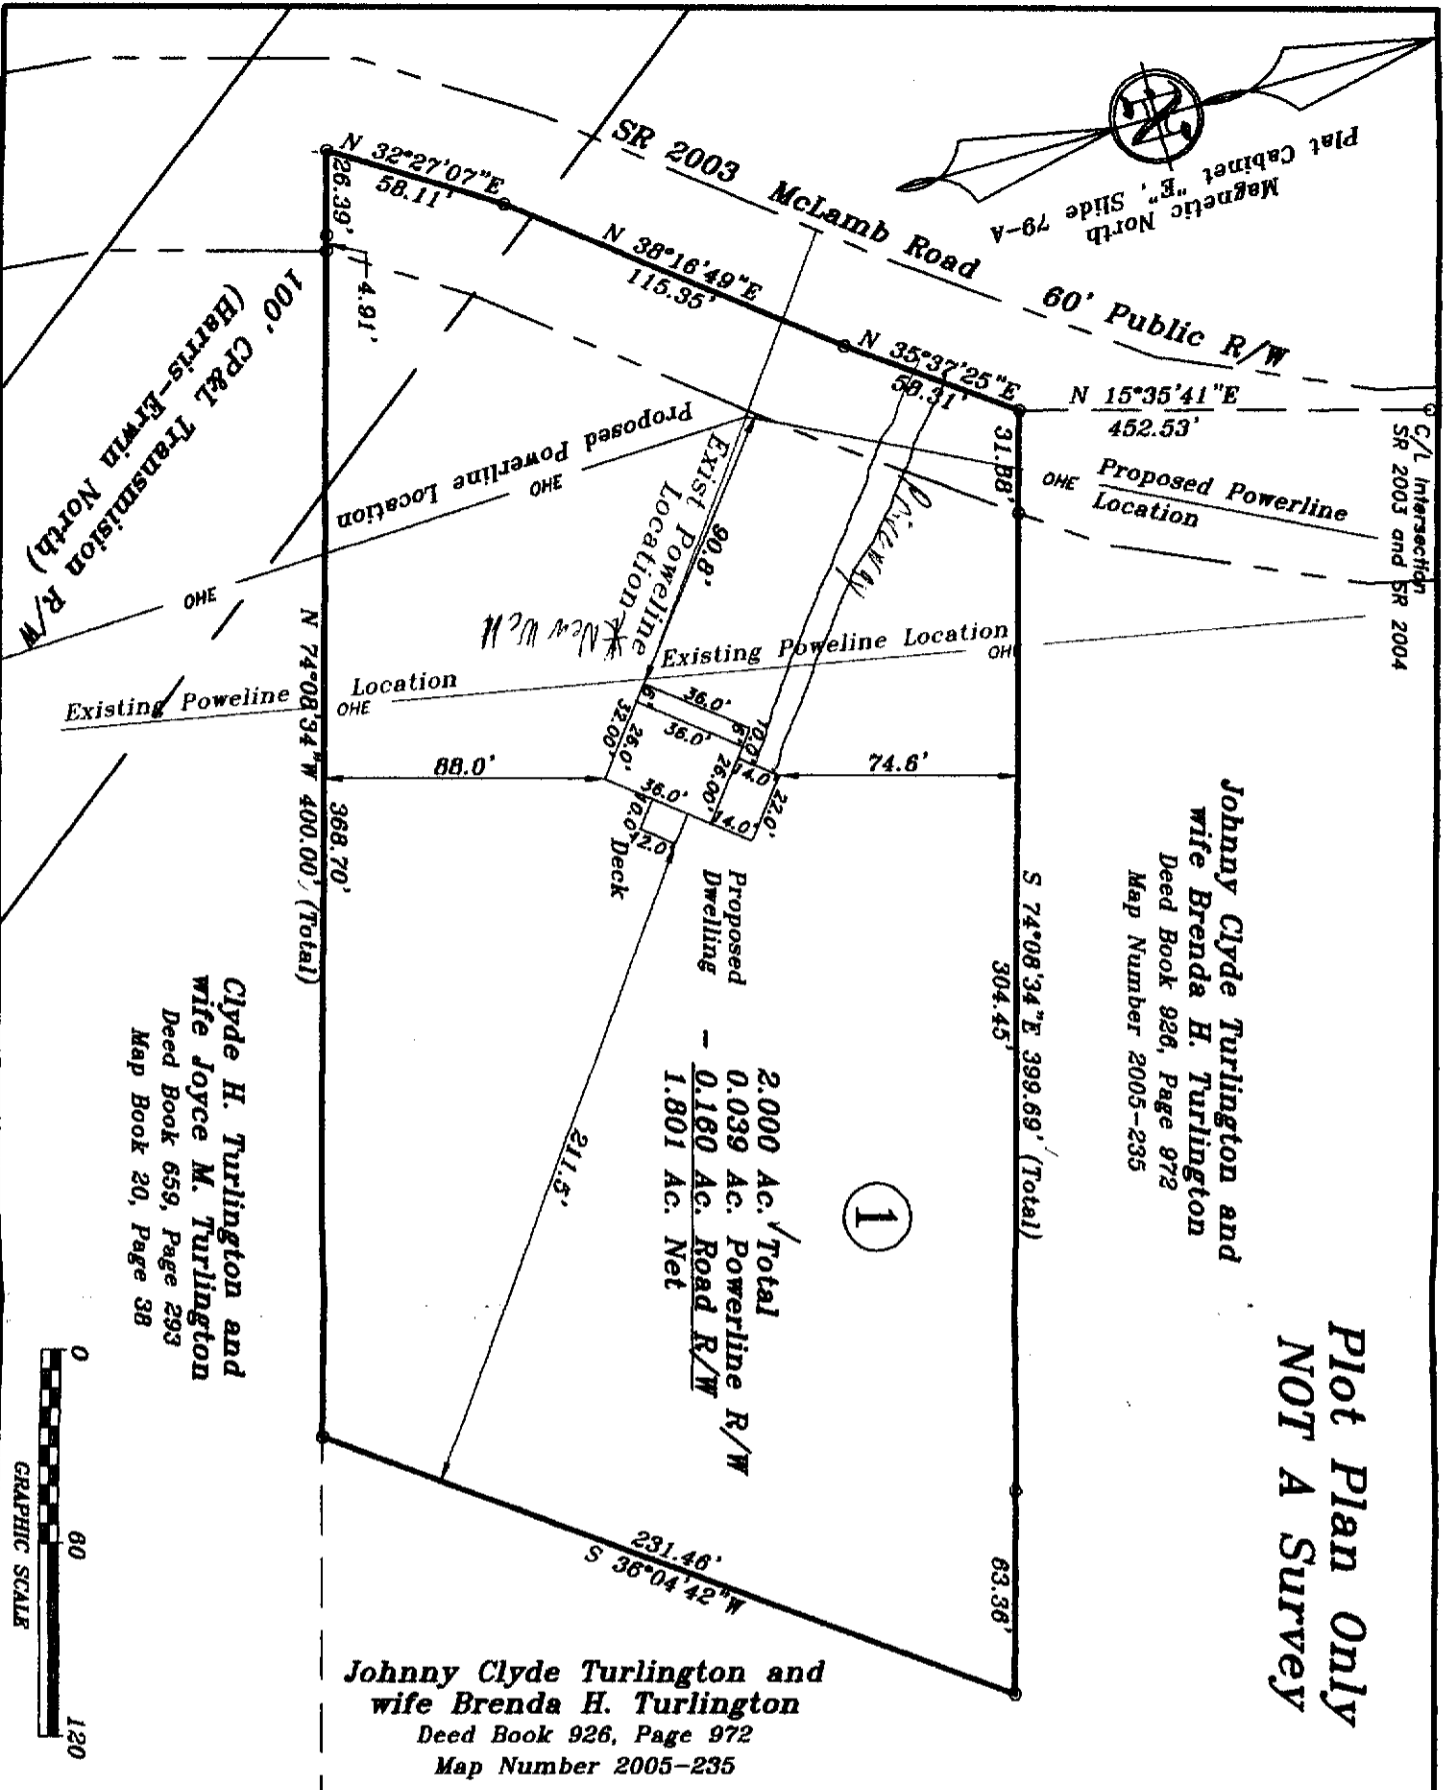 Plot Plan Only
NOT A Survey
Magnetic North
Plat Cabinet "E", Slide 79-A
SR 2003 McLamb Road 60' Public R/W
C/L Intersection
SR 2003 and SR 2004
N 15°35'41"E
452.53'
N 32°27'07"E
58.11'
N 38°16'49"E
115.35'
N 35°37'25"E
58.31'
26.39'
4.91'
31.88'
100' CP&L Transmision R/W
(Harris-Erwin North)
Proposed Powerline Location
OHE
OHE
Proposed Powerline
Location
OHE
Exist Poweline
Location
90.8'
Driveway
New Well
Existing Poweline Location
OHE
Existing Poweline Location
OHE
36.0'
6'
36.0'
6'
10.0'
32.00'
26.0'
26.00'
14.0'
22.0'
14.0'
36.0'
10.0'
12.0'
Deck
Proposed
Dwelling
88.0'
74.6'
211.5'
N 74°08'34"W 400.00' (Total)
368.70'
S 74°08'34"E 399.69' (Total)
304.45'
63.36'
231.46'
S 36°04'42"W
1
2.000 Ac. Total
0.039 Ac. Powerline R/W
- 0.160 Ac. Road R/W
1.801 Ac. Net
Johnny Clyde Turlington and
wife Brenda H. Turlington
Deed Book 926, Page 972
Map Number 2005-235
Clyde H. Turlington and
wife Joyce M. Turlington
Deed Book 659, Page 293
Map Book 20, Page 38
Johnny Clyde Turlington and
wife Brenda H. Turlington
Deed Book 926, Page 972
Map Number 2005-235
0 60 120
GRAPHIC SCALE